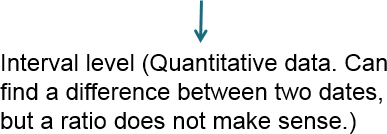 Interval level (Quantitative data. Can
find a difference between two dates,
but a ratio does not make sense.)